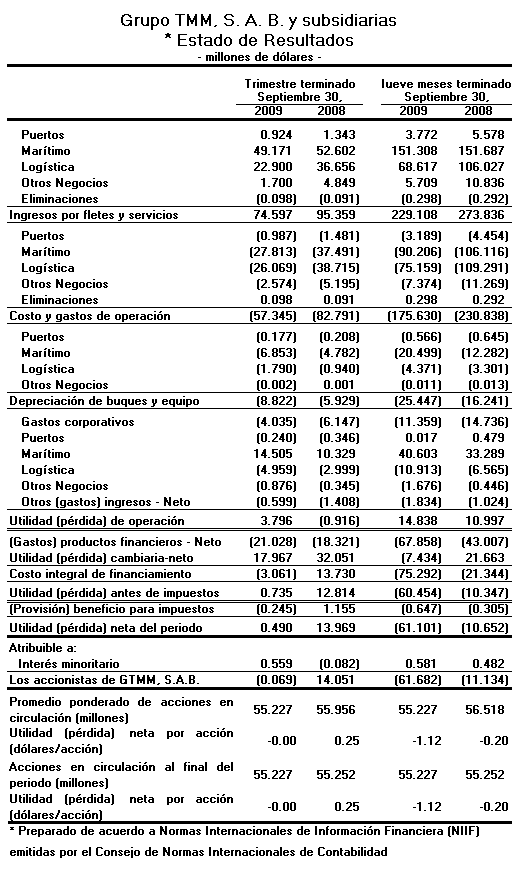 Grupo TMM, S. A. B. y subsidiarias
* Estado de Resultados
- millones de dólares -
Trimestre terminado Iueve meses terminado
Septiembre 30, Septiembre 30,
2009 2008 2009 2008
Puertos 0.924 1.343 3.772 5.578
Marítimo 49.171 52.602 151.308 151.687
Logística 22.900 36.656 68.617 106.027
Otros Negocios 1.700 4.849 5.709 10.836
Eliminaciones (0.098) (0.091) (0.298) (0.292)
Ingresos por fletes y servicios 74.597 95.359 229.108 273.836
Puertos (0.987) (1.481) (3.189) (4.454)
Marítimo (27.813) (37.491) (90.206) (106.116)
Logística (26.069) (38.715) (75.159) (109.291)
Otros Negocios (2.574) (5.195) (7.374) (11.269)
Eliminaciones 0.098 0.091 0.298 0.292
Costo y gastos de operación (57.345) (82.791) (175.630) (230.838)
Puertos (0.177) (0.208) (0.566) (0.645)
Marítimo (6.853) (4.782) (20.499) (12.282)
Logística (1.790) (0.940) (4.371) (3.301)
Otros Negocios (0.002) 0.001 (0.011) (0.013)
Depreciación de buques y equipo (8.822) (5.929) (25.447) (16.241)
Gastos corporativos (4.035) (6.147) (11.359) (14.736)
Puertos (0.240) (0.346) 0.017 0.479
Marítimo 14.505 10.329 40.603 33.289
Logística (4.959) (2.999) (10.913) (6.565)
Otros Negocios (0.876) (0.345) (1.676) (0.446)
Otros (gastos) ingresos - Neto (0.599) (1.408) (1.834) (1.024)
Utilidad (pérdida) de operación 3.796 (0.916) 14.838 10.997
(Gastos) productos financieros - Neto (21.028) (18.321) (67.858) (43.007)
Utilidad (pérdida) cambiaria-neto 17.967 32.051 (7.434) 21.663
Costo integral de financiamiento (3.061) 13.730 (75.292) (21.344)
Utilidad (pérdida) antes de impuestos 0.735 12.814 (60.454) (10.347)
(Provisión) beneficio para impuestos (0.245) 1.155 (0.647) (0.305)
Utilidad (pérdida) neta del periodo 0.490 13.969 (61.101) (10.652)
Atribuible a:
Interés minoritario 0.559 (0.082) 0.581 0.482
Los accionistas de GTMM, S.A.B. (0.069) 14.051 (61.682) (11.134)
Promedio ponderado de acciones en
circulación (millones) 55.227 55.956 55.227 56.518
Utilidad (pérdida) neta por acción
(dólares/acción) -0.00 0.25 -1.12 -0.20
Acciones en circulación al final del
periodo (millones) 55.227 55.252 55.227 55.252
Utilidad (pérdida) neta por acción
(dólares/acción) -0.00 0.25 -1.12 -0.20
* Preparado de acuerdo a Normas Internacionales de Información Financiera (NIIF)
emitidas por el Consejo de Normas Internacionales de Contabilidad